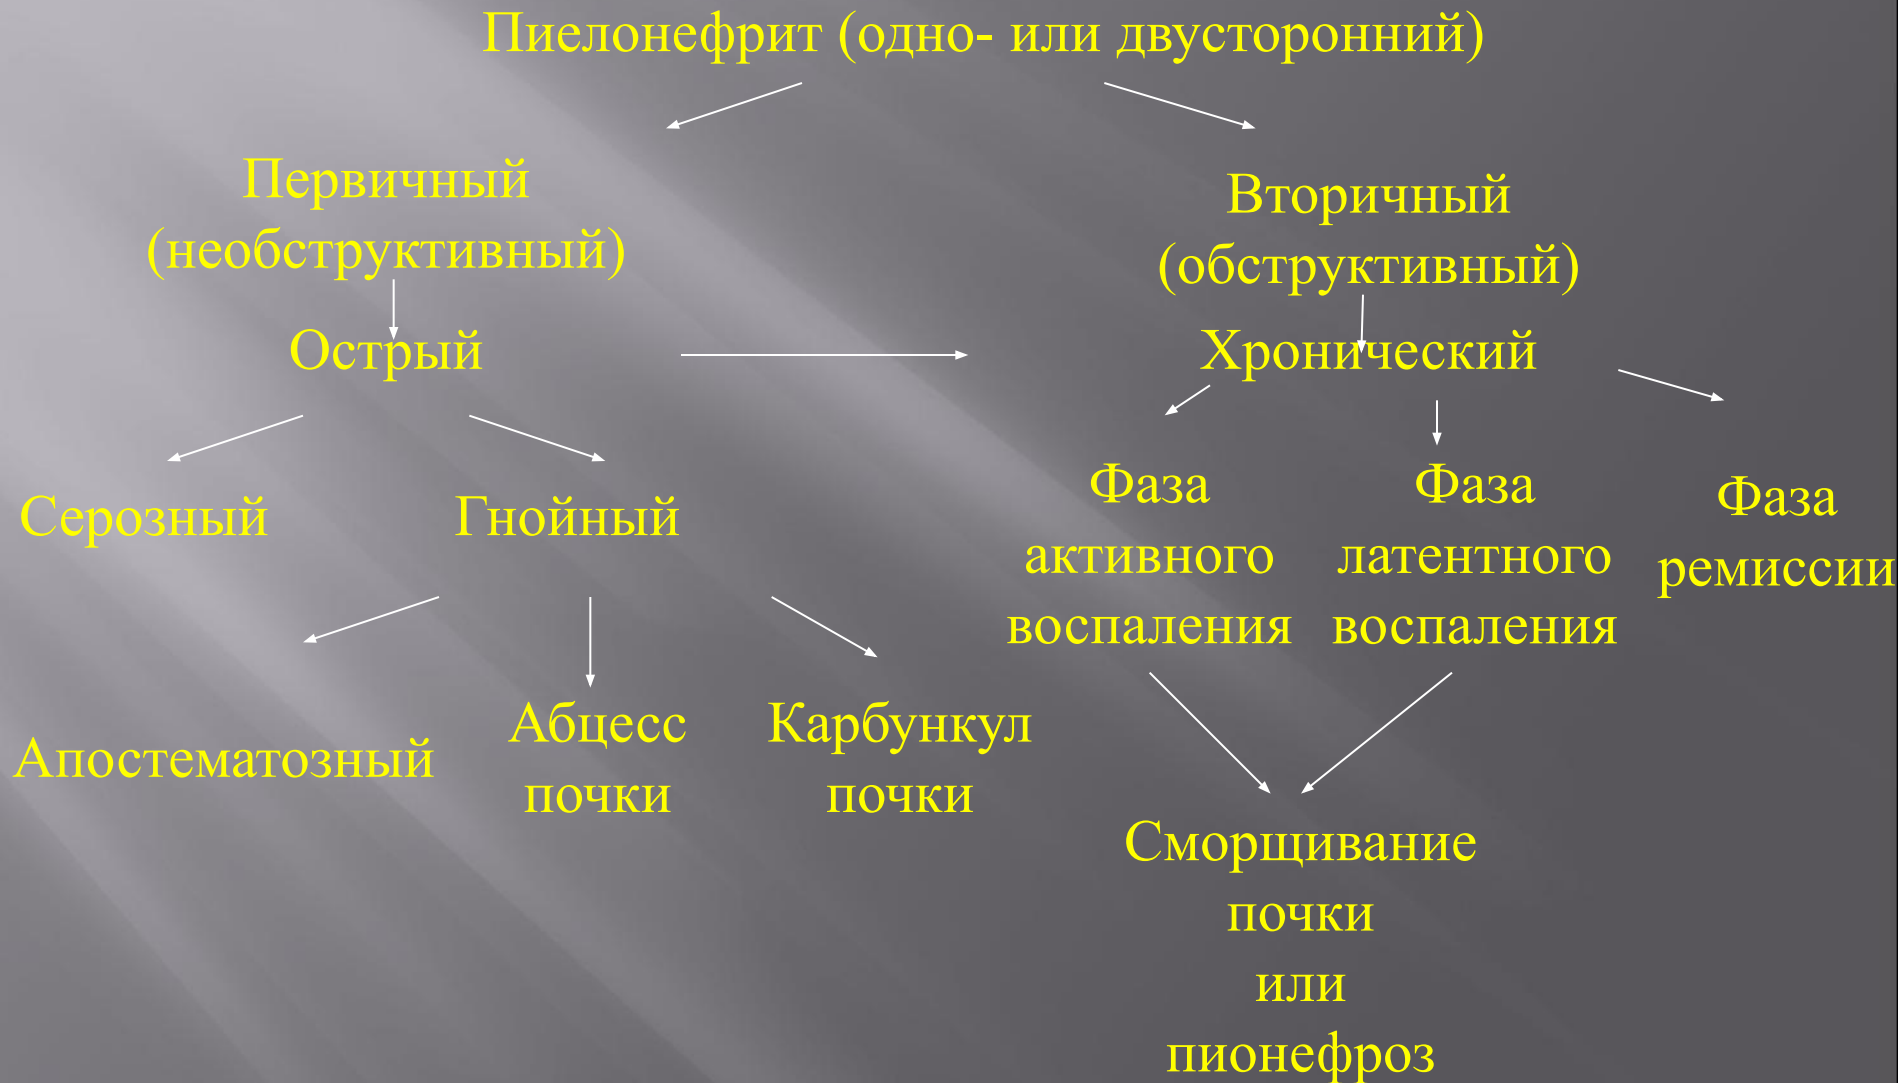 Пиелонефрит (одно- или двусторонний)
Первичный
(необструктивный)
Вторичный
(обструктивный)
Острый
Хронический
Серозный
Гнойный
Фаза
активного
воспаления
Фаза
латентного
воспаления
Фаза
ремиссии
Апостематозный
Абцесс
почки
Карбункул
почки
Сморщивание
почки
или
пионефроз